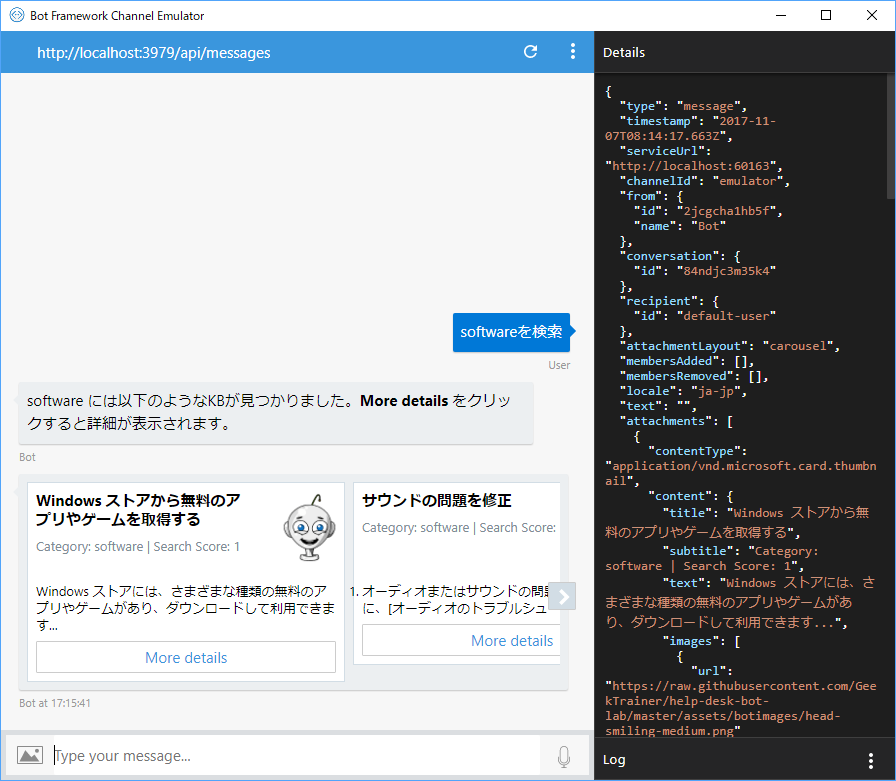 Bot Framework Channel Emulator
http://localhost:3979/api/messages
softwareを検索
User
software には以下のようなKBが見つかりました。More details をクリッ
クすると詳細が表示されます。
Bot
Windows ストアから無料のア
プリやゲームを取得する
Category: software | Search Score: 1
Windows ストアには、さまざまな種類の無料のア
プリやゲームがあり、ダウンロードして利用できま
す...
More details
サウンドの問題を修正
Category: software | Search Score:
1. オーディオまたはサウンドの問題
に、[オーディオのトラブルシュ
More details
Bot at 17:15:41
Type your message...
Details
{
"type": "message",
"timestamp": "2017-11-
07T08:14:17.663Z",
"serviceUrl":
"http://localhost:60163",
"channelId": "emulator",
"from": {
"id": "2jcgcha1hb5f",
"name": "Bot"
},
"conversation": {
"id": "84ndjc3m35k4"
},
"recipient": {
"id": "default-user"
},
"attachmentLayout": "carousel",
"membersAdded": [],
"membersRemoved": [],
"locale": "ja-jp",
"text": "",
"attachments": [
{
"contentType":
"application/vnd.microsoft.card.thumbn
ail",
"content": {
"title": "Windows ストアから無
料のアプリやゲームを取得する",
"subtitle": "Category:
software | Search Score: 1",
"text": "Windows ストアには、さ
まざまな種類の無料のアプリやゲームがあ
り、ダウンロードして利用できます...",
"images": [
{
"url":
"https://raw.githubusercontent.com/Gee
kTrainer/help-desk-bot-
lab/master/assets/botimages/head-
smiling-medium.png"
Log